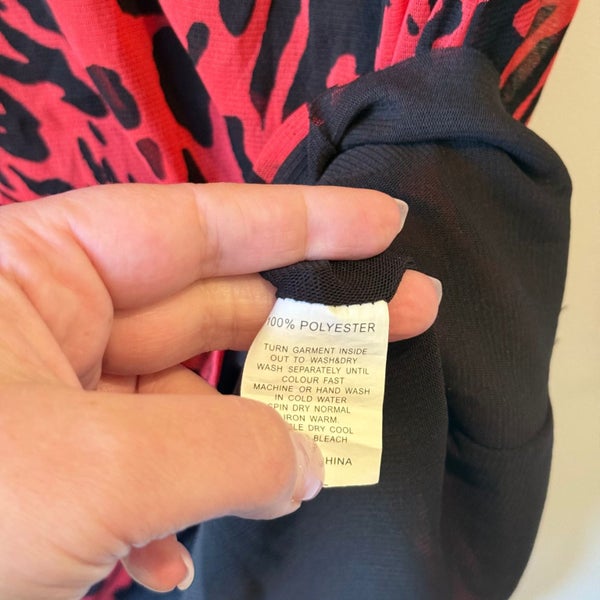 100% POLYESTER
TURN GARMENT INSIDE
OUT TO WASH&DRY
WASH SEPARATELY UNTIL
COLOUR FAST
MACHINE OR HAND WASH
IN COLD WATER
SPIN DRY NORMAL
IRON WARM.
DRY COOL
BLEACH